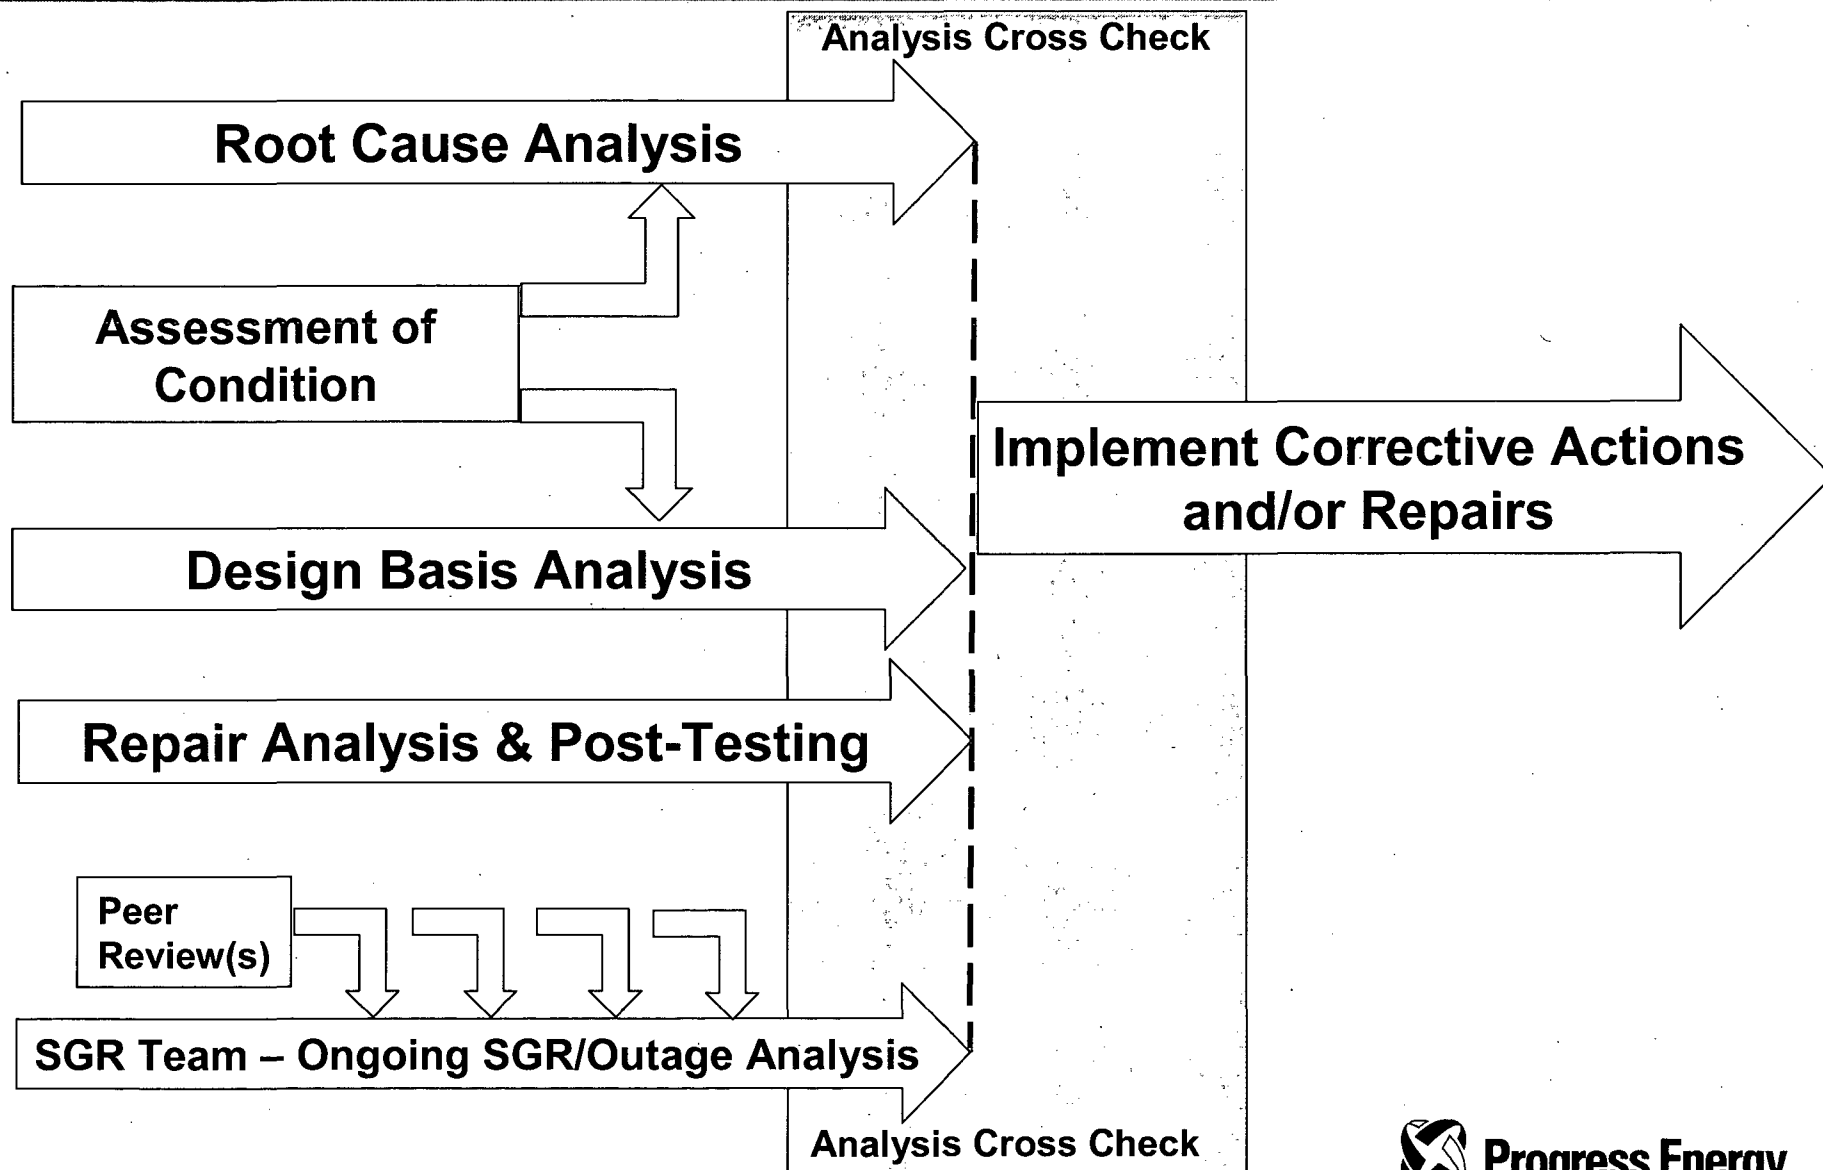 Analysis Cross Check
Root Cause Analysis
Assessment of
Condition
Implement Corrective Actions
and/or Repairs
Design Basis Analysis
Repair Analysis & Post-Testing
Peer
Review(s)
SGR Team – Ongoing SGR/Outage Analysis
Analysis Cross Check
Progress Energy